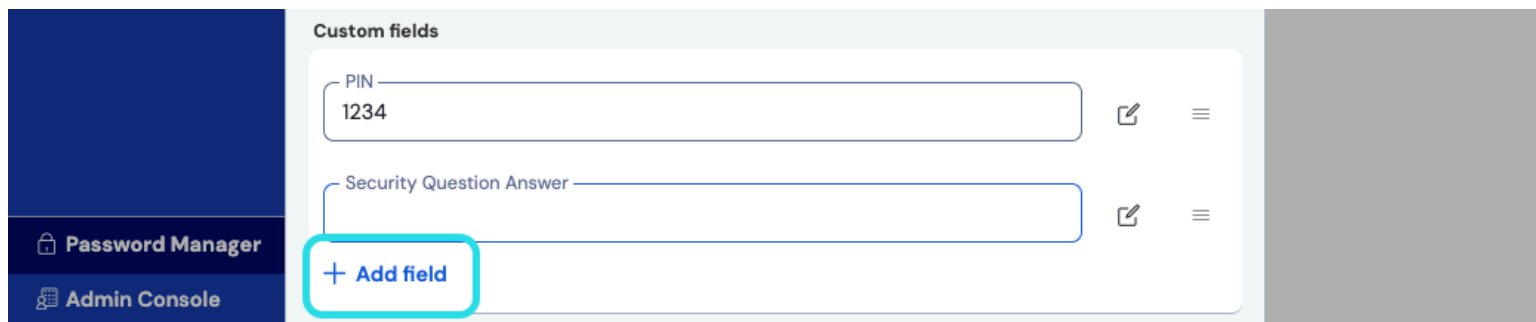 Custom fields
PIN
1234
Security Question Answer
Password Manager
Add field
Admin Console